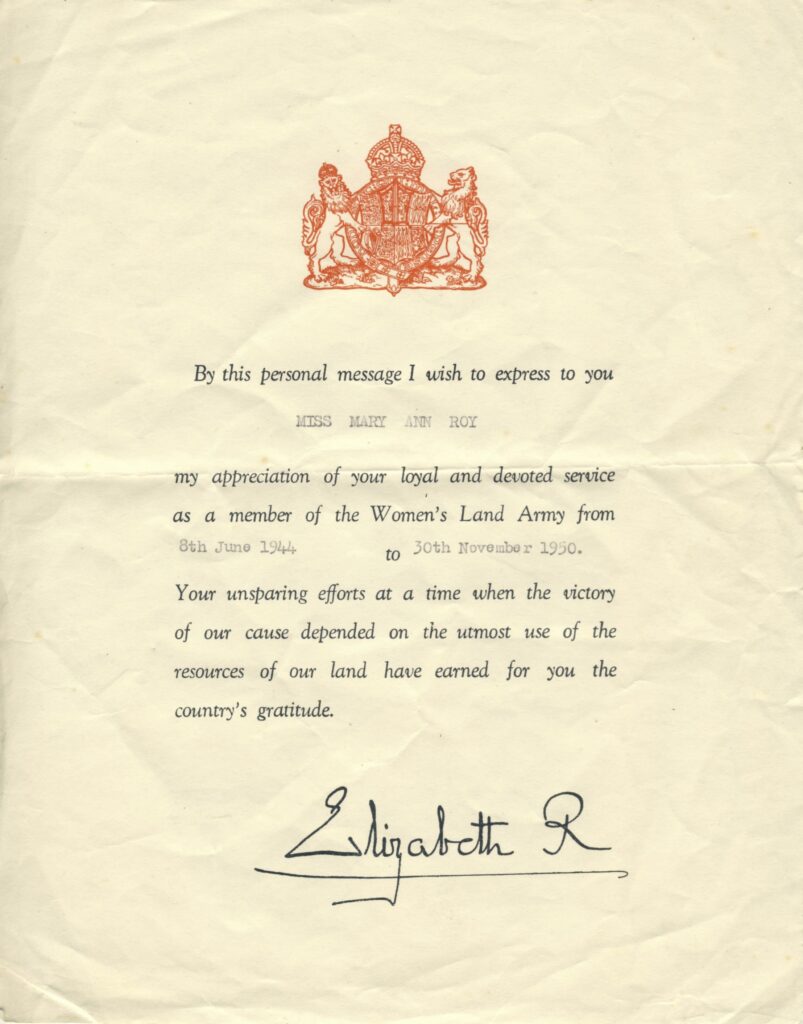 By this personal message I wish to express to you
MISS MARY ANN ROY
my appreciation of your loyal and devoted service
as a member of the Women's Land Army from
8th June 1944 to 30th November 1950.
Your unsparing efforts at a time when the victory
of our cause depended on the utmost use of the
resources of our land have earned for you the
country's gratitude.
Elizabeth R